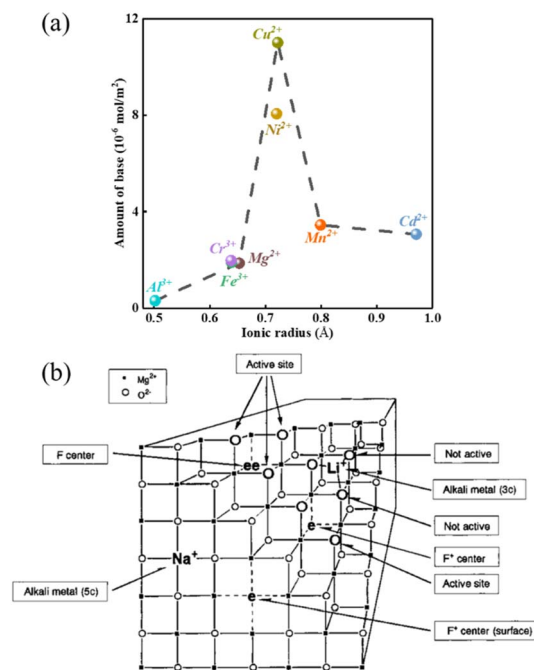 (a)
12
8
4
0
Amount of base (10⁻⁶ mol/m²)
Cu²⁺
Ni²⁺
Cr³⁺
Mg²⁺
Fe³⁺
Al³⁺
Mn²⁺
Cd²⁺
0.5 0.6 0.7 0.8 0.9 1.0
Ionic radius (Å)
(b)
Mg²⁺
O²⁻
Active site
F center
O O
ee
O
O
Li⁺
O
O
e
O
Na⁺
e
Not active
Alkali metal (3c)
Not active
F⁺ center
Active site
Alkali metal (5c)
F⁺ center (surface)